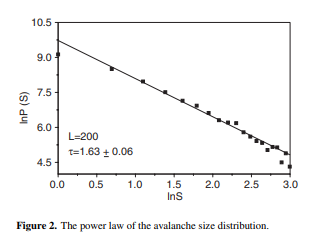 10.5
9.0
7.5
6.0
4.5
lnP (S)
L=200
τ=1.63 ± 0.06
0.0 0.5 1.0 1.5 2.0 2.5 3.0
lnS
Figure 2. The power law of the avalanche size distribution.